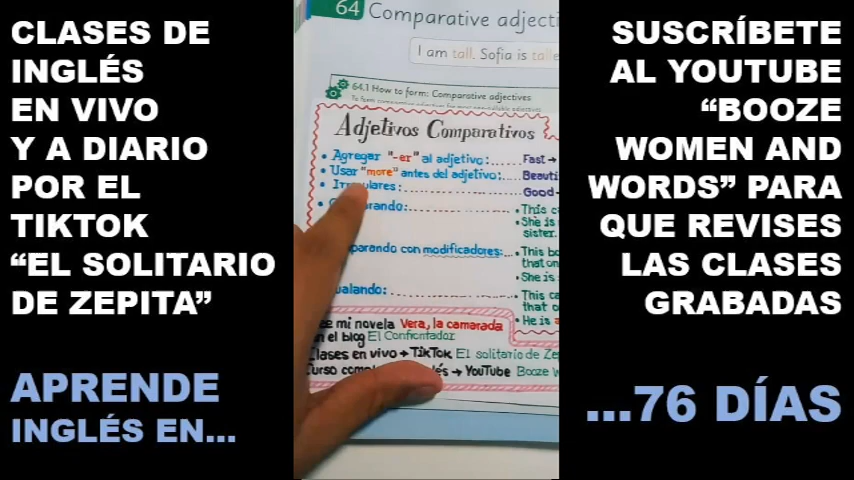 CLASES DE
INGLÉS
EN VIVO
Y A DIARIO
POR EL
TIKTOK
“EL SOLITARIO
DE ZEPITA”
APRENDE
INGLÉS EN...
64 Comparative adjecti
I am tall. Sofia is talle
64.1 How to form: Comparative adjectives
Adjetivos Comparativos
• Agregar "-er" al adjetivo:...... Fast →
• Usar "more" antes del adjetivo:... Beauti
• Irregulares:........................ Good
parando:..................... • This c
• She is
sister.
parando con modificadores:... • This b
that on
• She is
ualando: ..................... • This ca
that on
• He is
ee mi novela Vera, la camarada
n el blog El Confintador
Clases en vivo → TikTok El solitario de Ze
Curso com lés → YouTube Booze W
SUSCRÍBETE
AL YOUTUBE
“BOOZE
WOMEN AND
WORDS” PARA
QUE REVISES
LAS CLASES
GRABADAS
...76 DÍAS